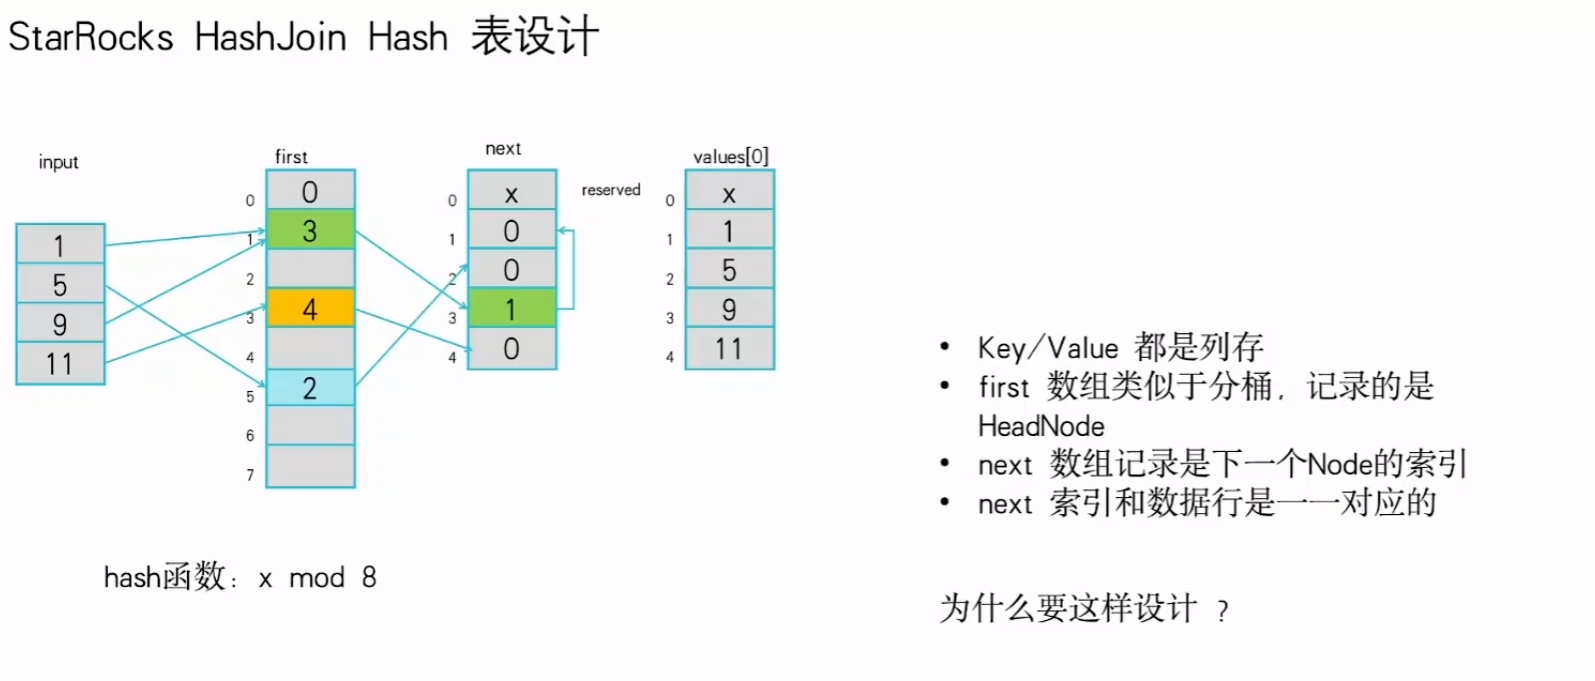 StarRocks HashJoin Hash 表设计
input
first
next
values[0]
reserved
1
5
9
11
0
1
2
3
4
5
6
7
0
3
4
2
0
1
2
3
4
x
0
0
1
0
0
1
2
3
4
x
1
5
9
11
• Key/Value 都是列存
• first 数组类似于分桶，记录的是
HeadNode
• next 数组记录是下一个Node的索引
• next 索引和数据行是一一对应的
hash函数：x mod 8
为什么要这样设计 ？